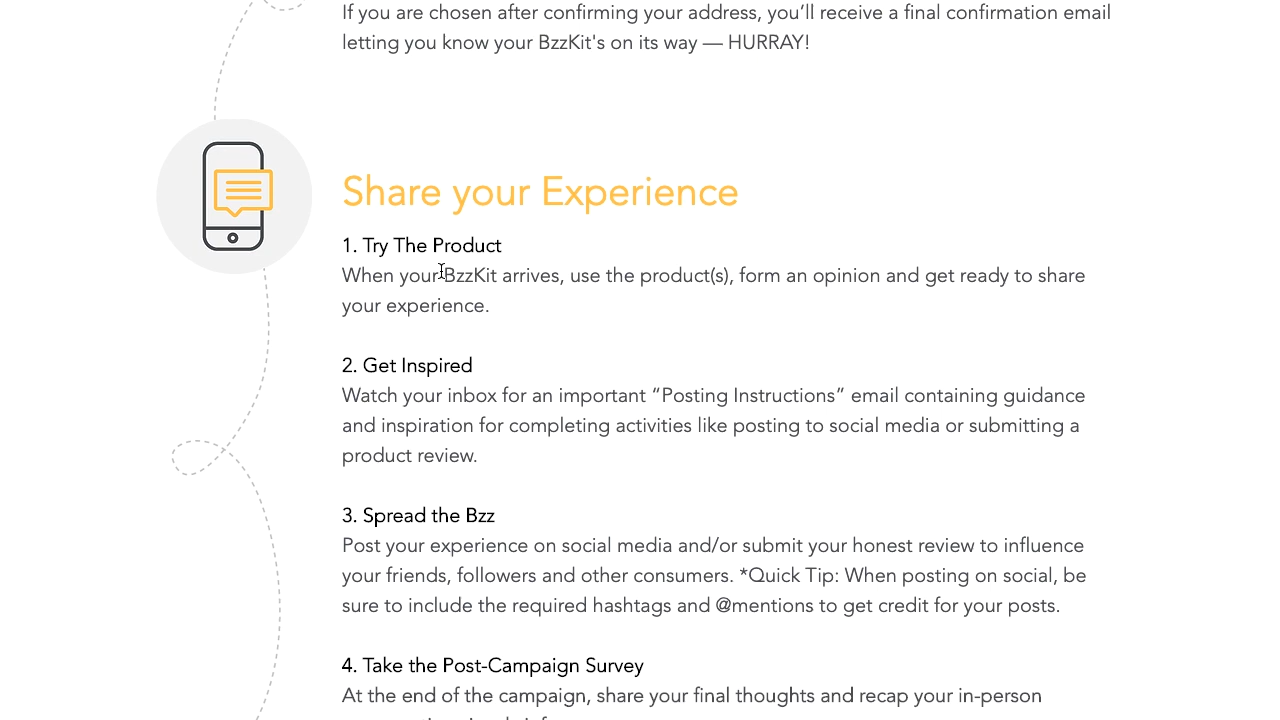 If you are chosen after confirming your address, you’ll receive a final confirmation email
letting you know your BzzKit's on its way — HURRAY!
Share your Experience
1. Try The Product
When your BzzKit arrives, use the product(s), form an opinion and get ready to share
your experience.
2. Get Inspired
Watch your inbox for an important “Posting Instructions” email containing guidance
and inspiration for completing activities like posting to social media or submitting a
product review.
3. Spread the Bzz
Post your experience on social media and/or submit your honest review to influence
your friends, followers and other consumers. *Quick Tip: When posting on social, be
sure to include the required hashtags and @mentions to get credit for your posts.
4. Take the Post-Campaign Survey
At the end of the campaign, share your final thoughts and recap your in-person